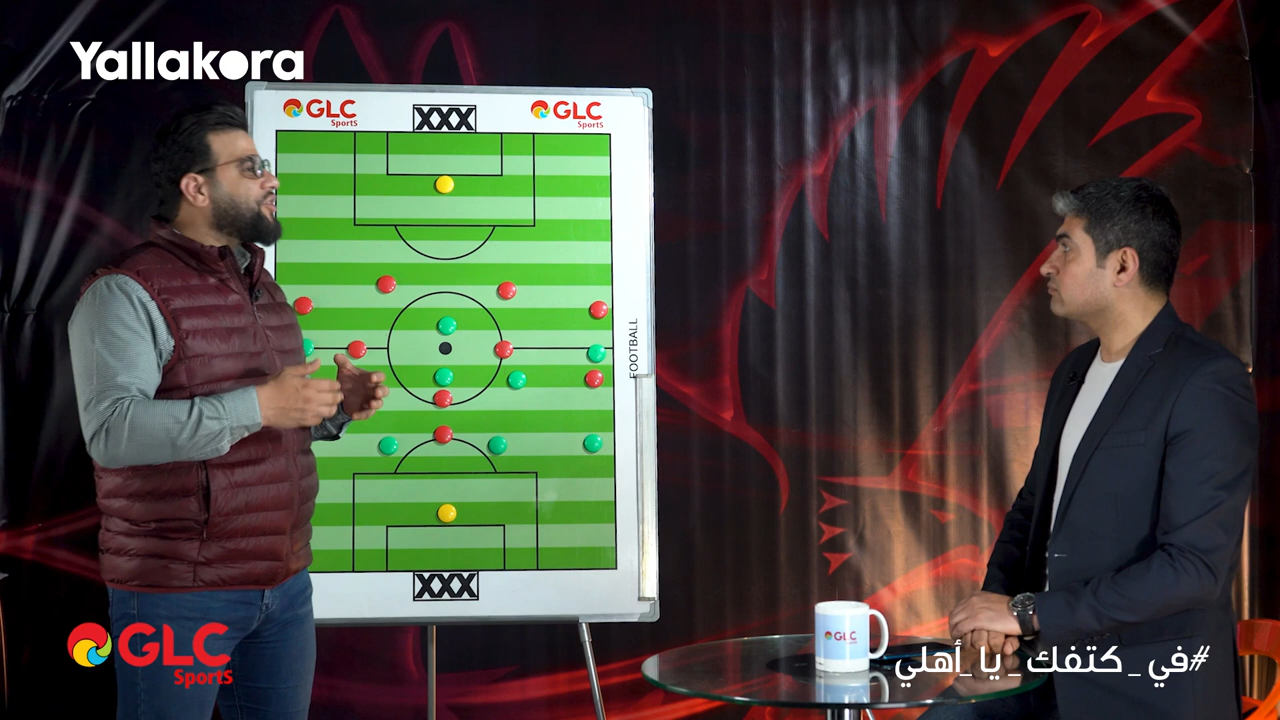 Yallakora
GLC
Sports
XXX
GLC
Sports
FOOTBALL
XXX
GLC
Sports
GLC
#في_كتفك_يا_أهلي